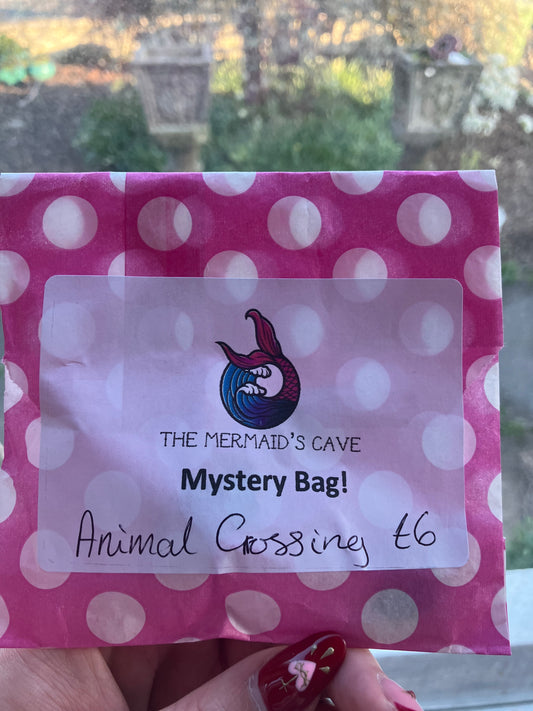 THE MERMAID'S CAVE
Mystery Bag!
Animal Crossing £6